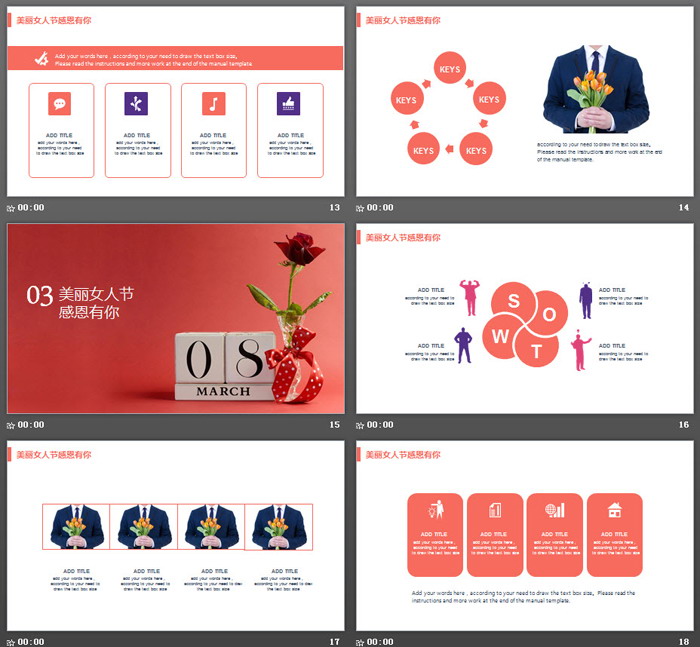 美丽女人节感恩有你
Add your words here，according to your need to draw the text box size。
Please read the instructions and more work at the end of the manual template.
ADD TITLE
add your words here，
according to your need
to draw the text box size
ADD TITLE
add your words here，
according to your need
to draw the text box size
ADD TITLE
add your words here，
according to your need
to draw the text box size
ADD TITLE
add your words here，
according to your need
to draw the text box size
00:00
13
美丽女人节感恩有你
KEYS
KEYS
KEYS
KEYS
KEYS
according to your need to draw the text box size。
Please read the instructions and more work at the end
of the manual template.
00:00
14
03 美丽女人节
感恩有你
08
MARCH
00:00
15
美丽女人节感恩有你
ADD TITLE
according to your need to
draw the text box size
ADD TITLE
according to your need to
draw the text box size
S
O
W
T
ADD TITLE
according to your need to
draw the text box size
ADD TITLE
according to your need to
draw the text box size
00:00
16
美丽女人节感恩有你
ADD TITLE
add your words here，
according to your need to
draw the text box size
ADD TITLE
add your words here，
according to your need to
draw the text box size
ADD TITLE
add your words here，
according to your need to draw
the text box size
ADD TITLE
add your words here，
according to your need to draw
the text box size
00:00
17
美丽女人节感恩有你
ADD TITLE
add your words here，
according to your need
to draw the text box size
ADD TITLE
add your words here，
according to your need
to draw the text box size
ADD TITLE
add your words here，
according to your need
to draw the text box size
ADD TITLE
add your words here，
according to your need
to draw the text box size
Add your words here，according to your need to draw the text box size。Please read the
instructions and more work at the end of the manual template.
00:00
18